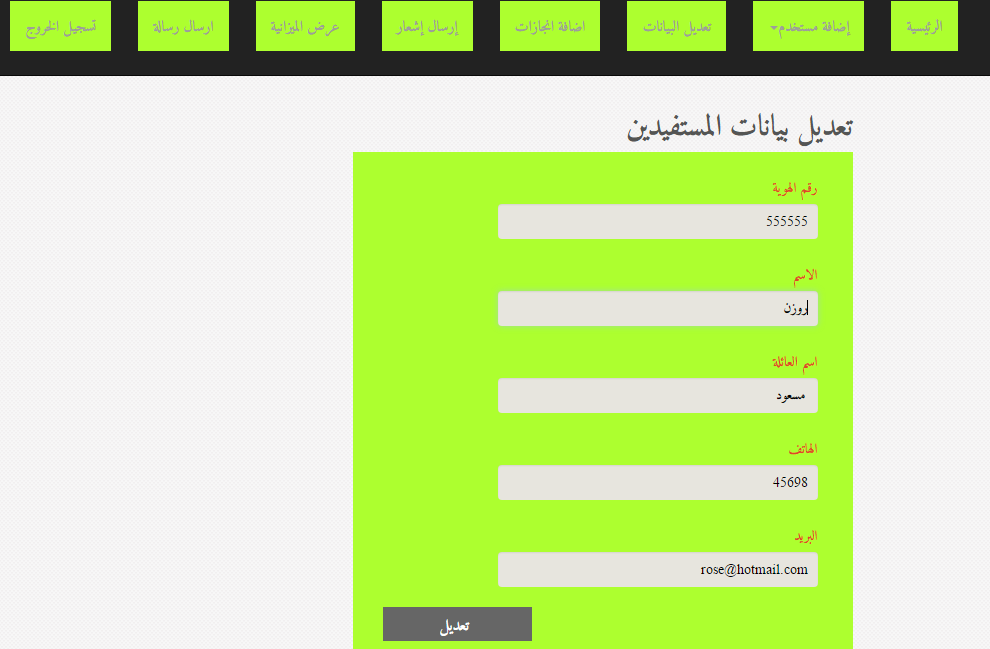 الرئيسية
إضافة مستخدم
تعديل البيانات
اضافة انجازات
إرسال إشعار
عرض الميزانية
ارسال رسالة
تسجيل الخروج
تعديل بيانات المستفيدين
رقم الهوية
555555
الاسم
روزن
اسم العائلة
مسعود
الهاتف
45698
البريد
rose@hotmail.com
تعديل